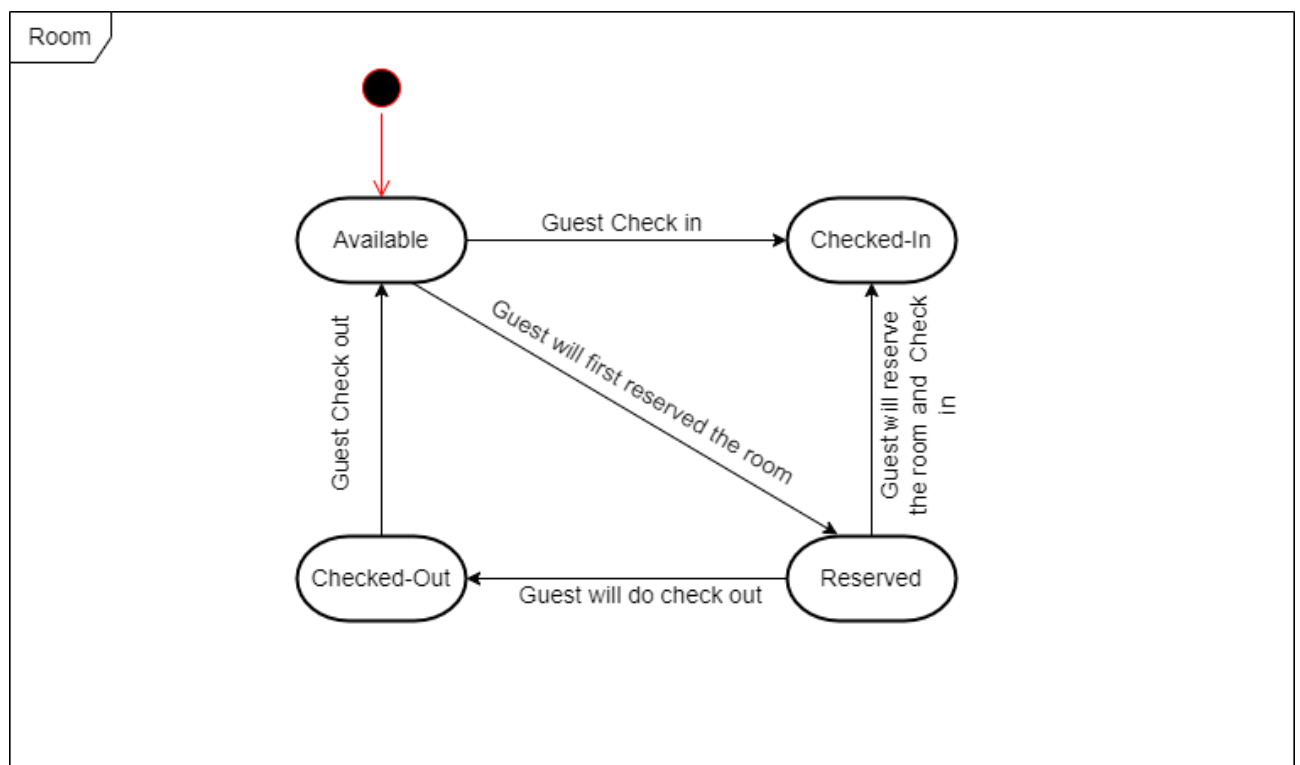 Room
Available
Guest Check in
Checked-In
Guest will first reserved the room
Guest will reserve
the room and Check
in
Guest Check out
Checked-Out
Guest will do check out
Reserved